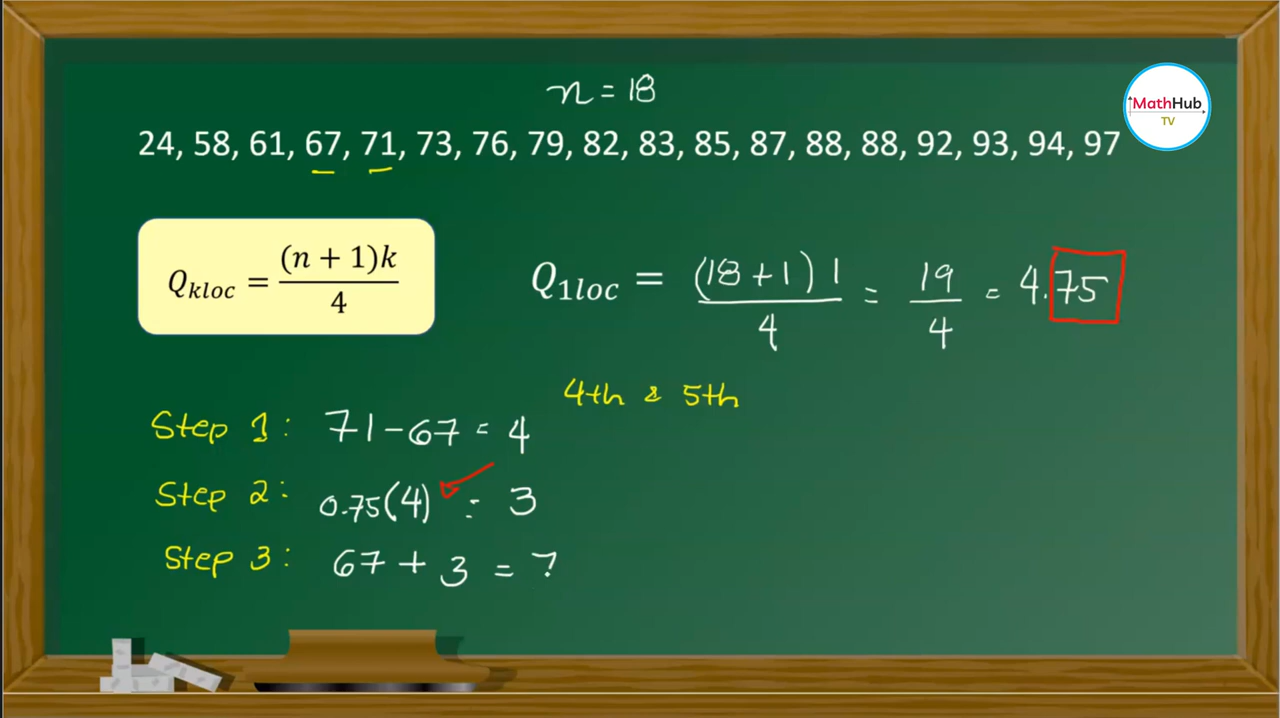 n = 18
MathHub
TV
24, 58, 61, 67, 71, 73, 76, 79, 82, 83, 85, 87, 88, 88, 92, 93, 94, 97
Qkloc = (n + 1)k / 4
Q1loc = (18 + 1) 1 / 4 = 19 / 4 = 4.75
4th & 5th
Step 1: 71 - 67 = 4
Step 2: 0.75(4) = 3
Step 3: 67 + 3 = ?